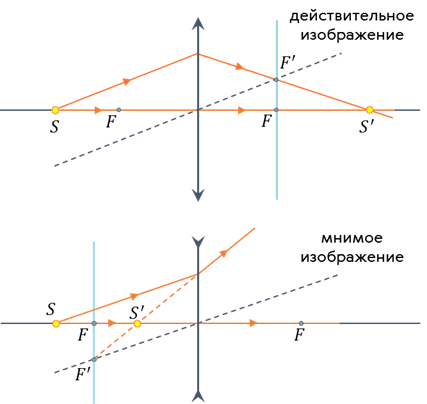 действительное
изображение
F′
S
F
F
S′
мнимое
изображение
S
S′
F
F
F′